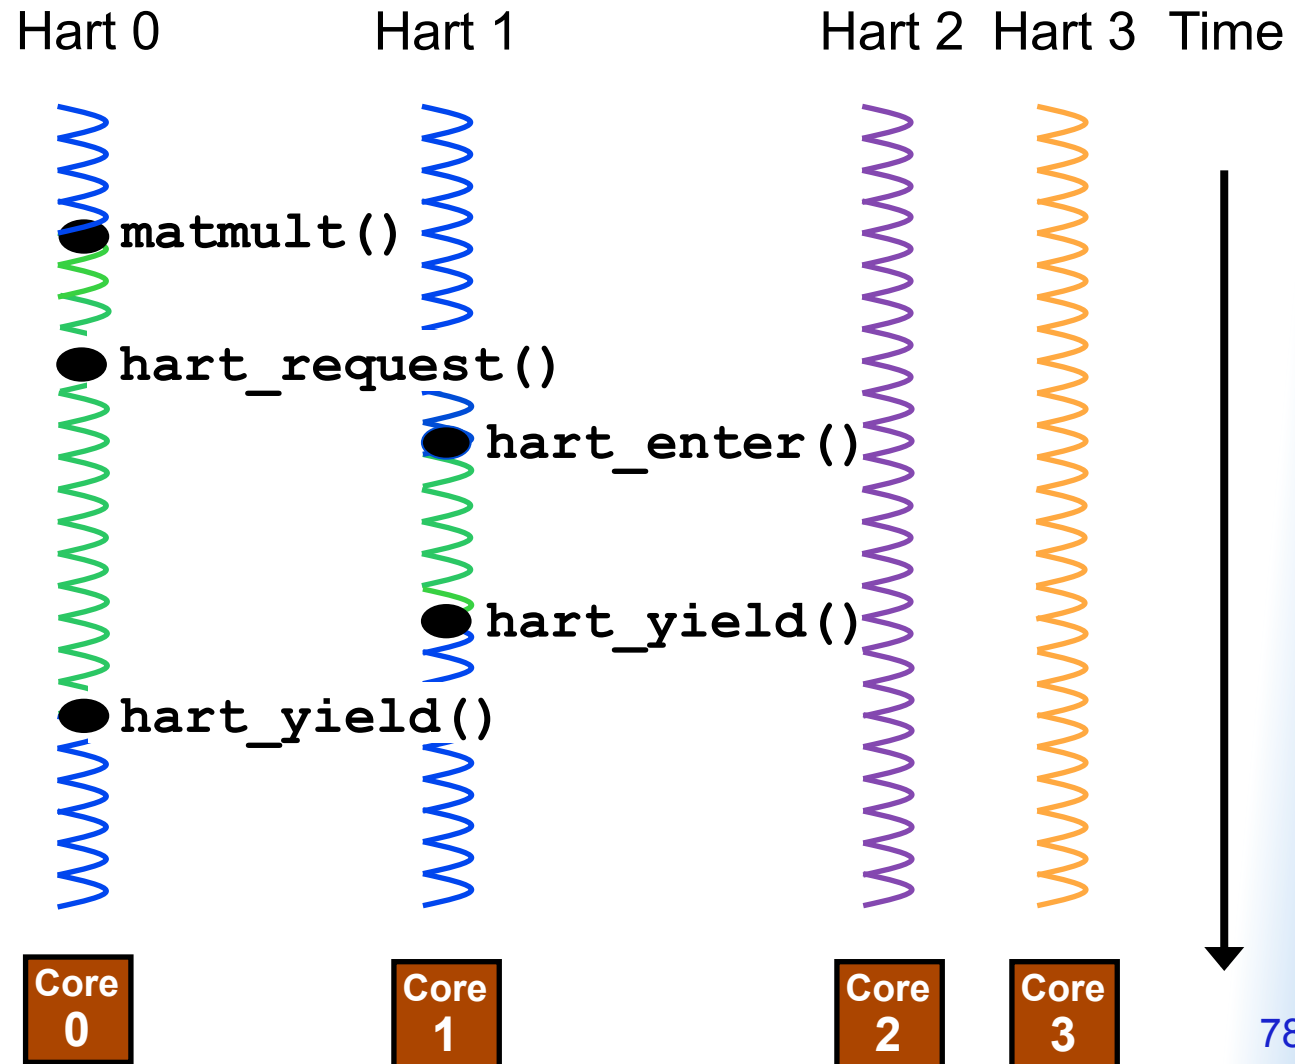 Hart 0 Hart 1 Hart 2 Hart 3 Time
matmult()
hart_request()
hart_enter()
hart_yield()
hart_yield()
Core
0
Core
1
Core
2
Core
3
78